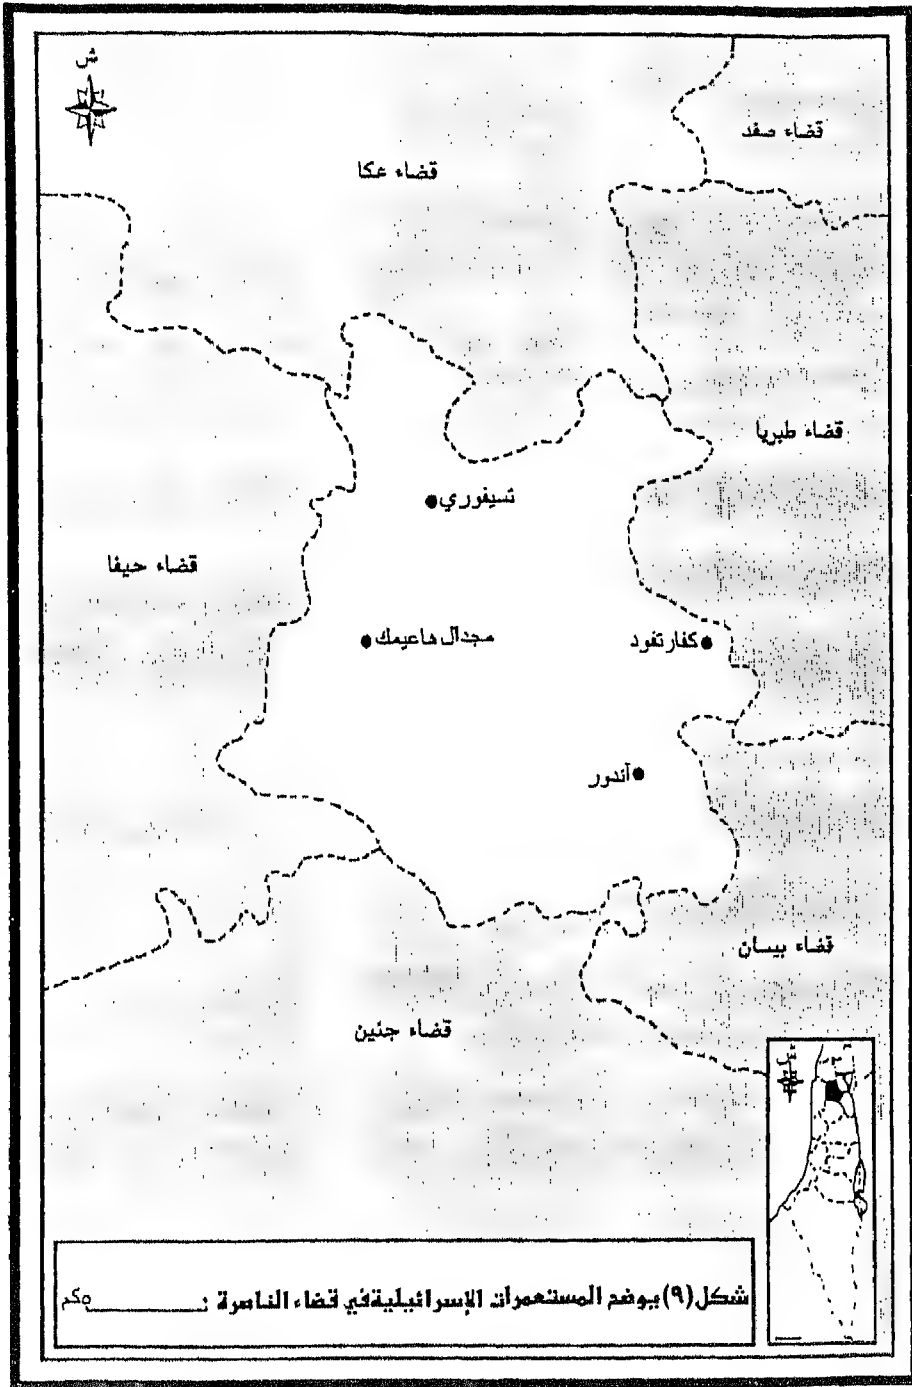 ش
قضاء صفد
قضاء عكا
قضاء طبريا
تسيفوري
قضاء حيفا
مجدال هاعيمك
كفار تفود
آندور
قضاء بيسان
قضاء جنين
ش
شكل (٩) يوضح المستعمرات الإسرائيلية في قضاء الناصرة :
٥كم